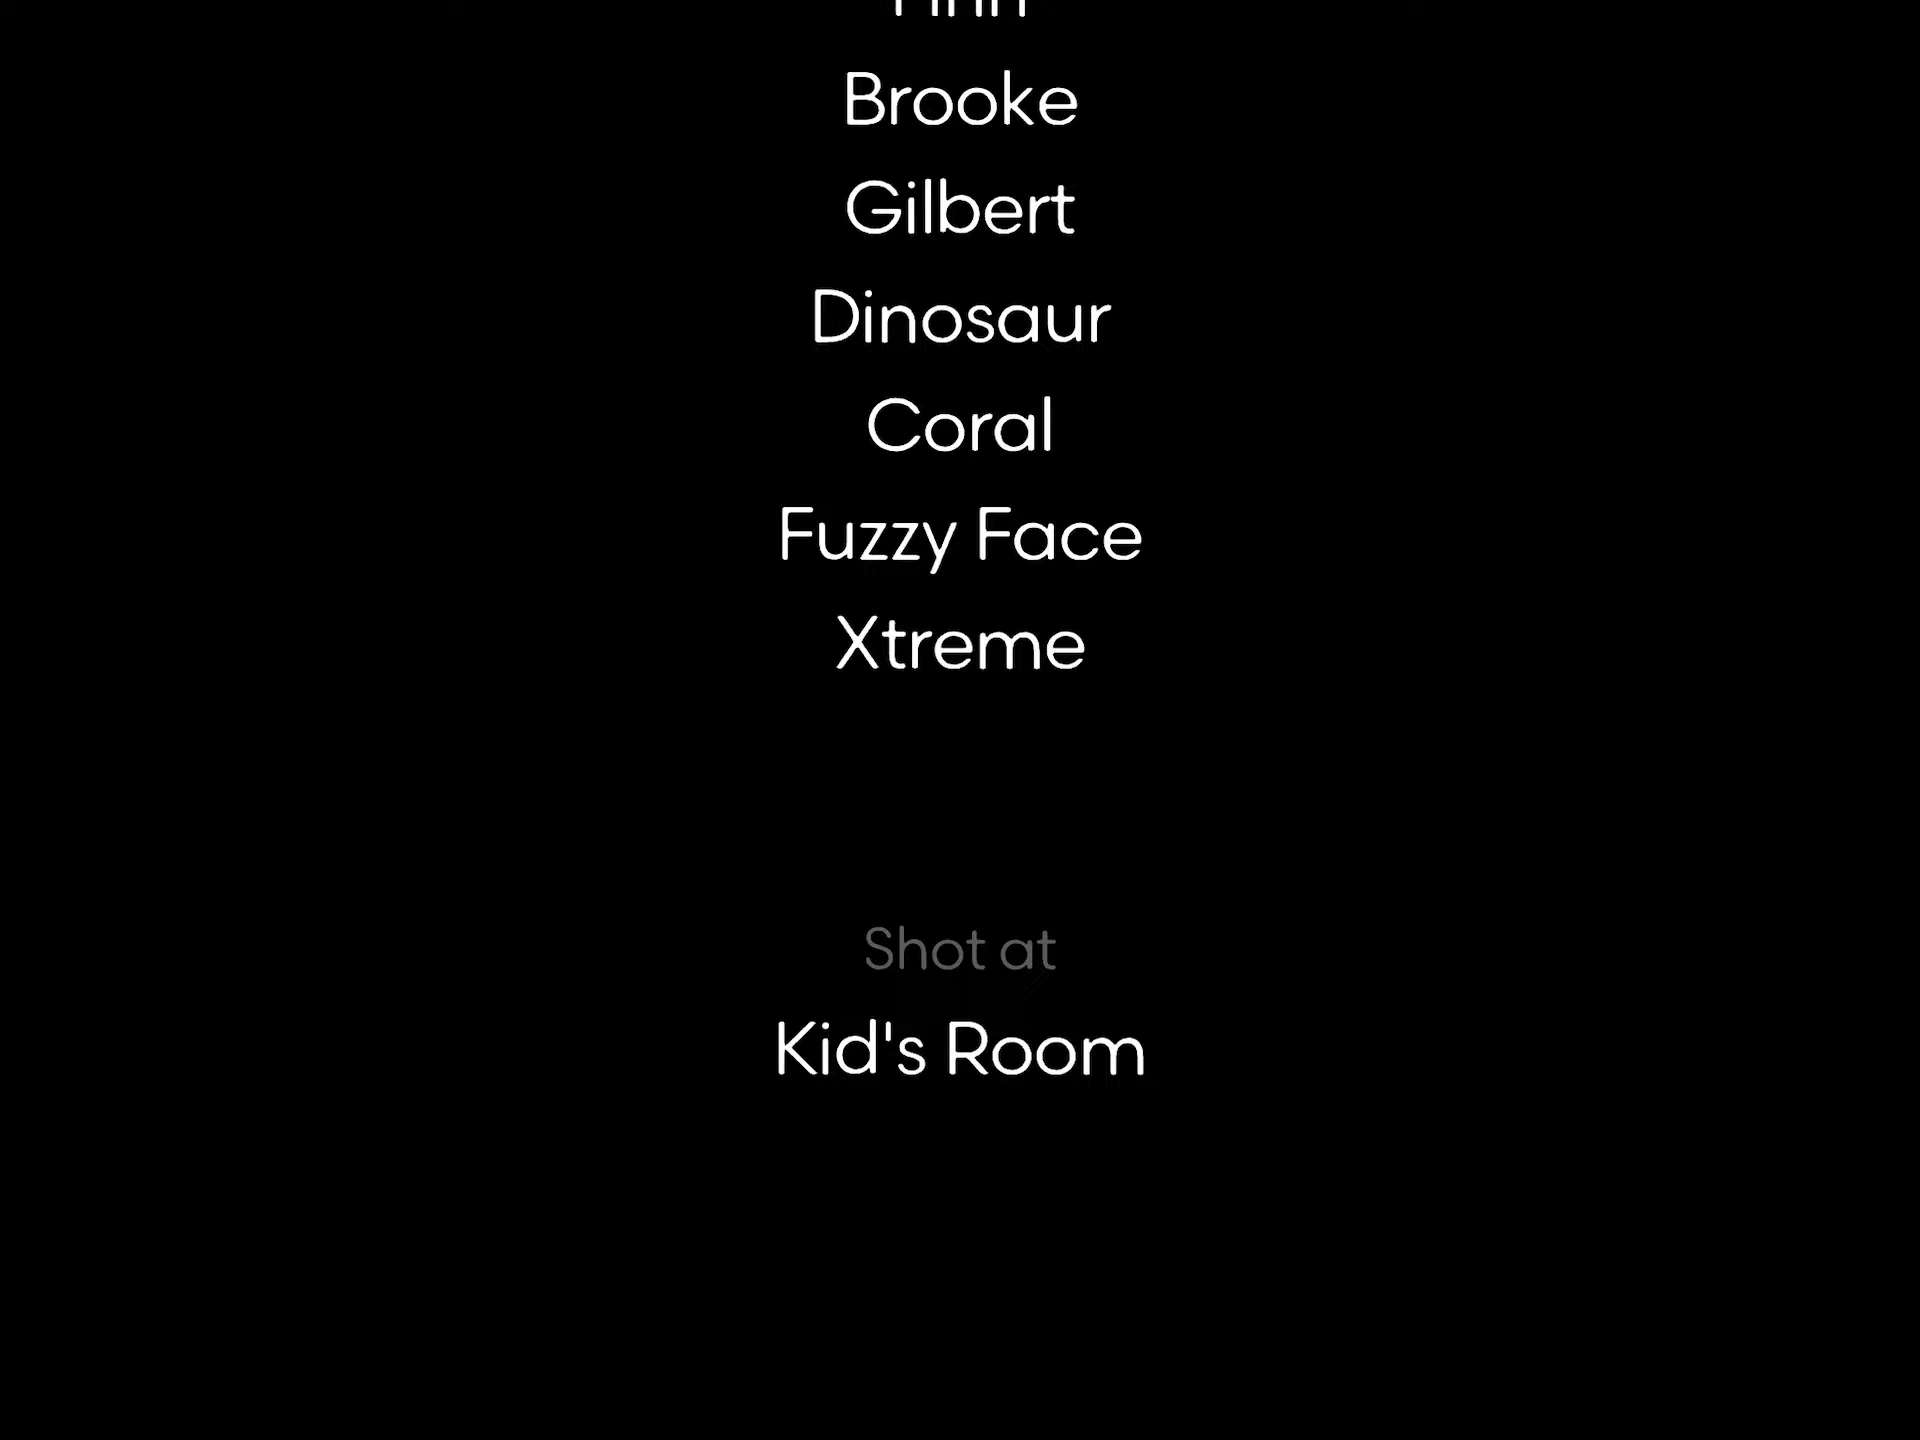 Brooke
Gilbert
Dinosaur
Coral
Fuzzy Face
Xtreme
Shot at
Kid's Room